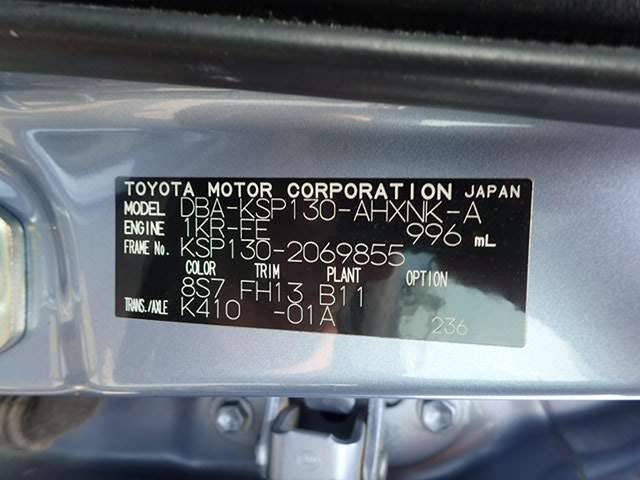 TOYOTA MOTOR CORPORATION JAPAN
MODEL DBA-KSP130-AHXNK-A
ENGINE 1KR-FE 996 mL
FRAME No. KSP130-2069855
COLOR TRIM PLANT OPTION
8S7 FH13 B11
TRANS./AXLE K410 -01A
236